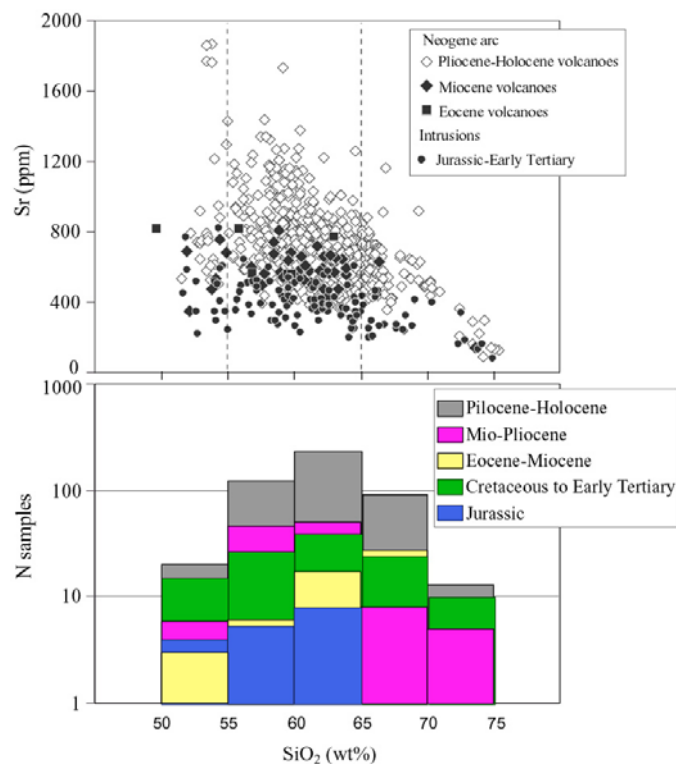 2000
1600
1200
800
400
0
Sr (ppm)
Neogene arc
Pliocene-Holocene volcanoes
Miocene volcanoes
Eocene volcanoes
Intrusions
Jurassic-Early Tertiary
1000
100
10
1
N samples
Pilocene-Holocene
Mio-Pliocene
Eocene-Miocene
Cretaceous to Early Tertiary
Jurassic
50 55 60 65 70 75
SiO₂ (wt%)